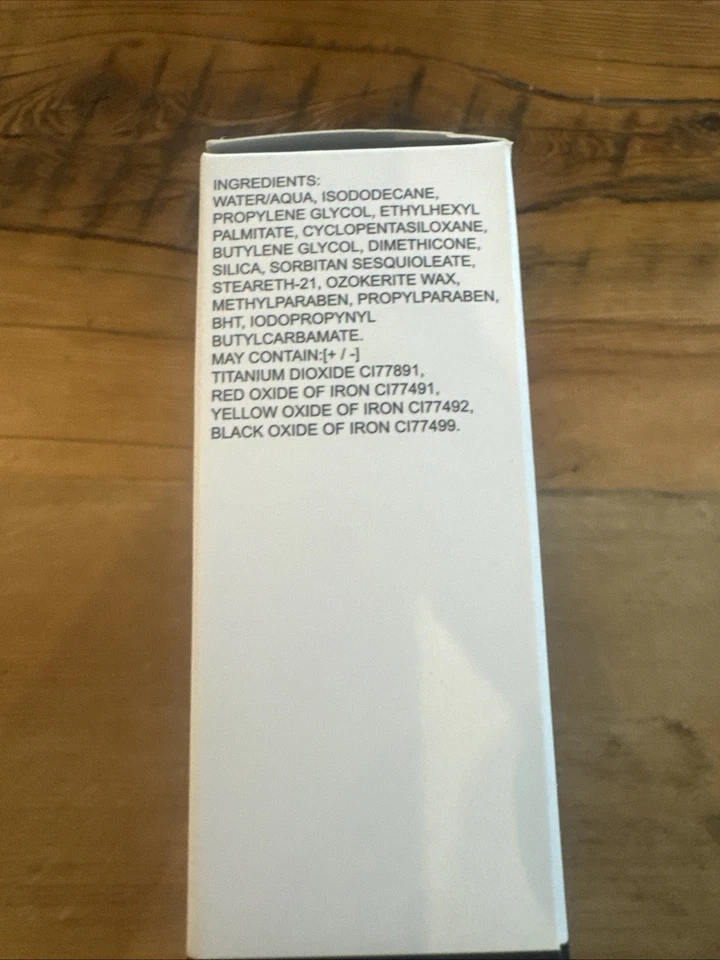 INGREDIENTS:
WATER/AQUA, ISODODECANE,
PROPYLENE GLYCOL, ETHYLHEXYL
PALMITATE, CYCLOPENTASILOXANE,
BUTYLENE GLYCOL, DIMETHICONE,
SILICA, SORBITAN SESQUIOLEATE,
STEARETH-21, OZOKERITE WAX,
METHYLPARABEN, PROPYLPARABEN,
BHT, IODOPROPYNYL
BUTYLCARBAMATE.
MAY CONTAIN:[+ / -]
TITANIUM DIOXIDE CI77891,
RED OXIDE OF IRON CI77491,
YELLOW OXIDE OF IRON CI77492,
BLACK OXIDE OF IRON CI77499.